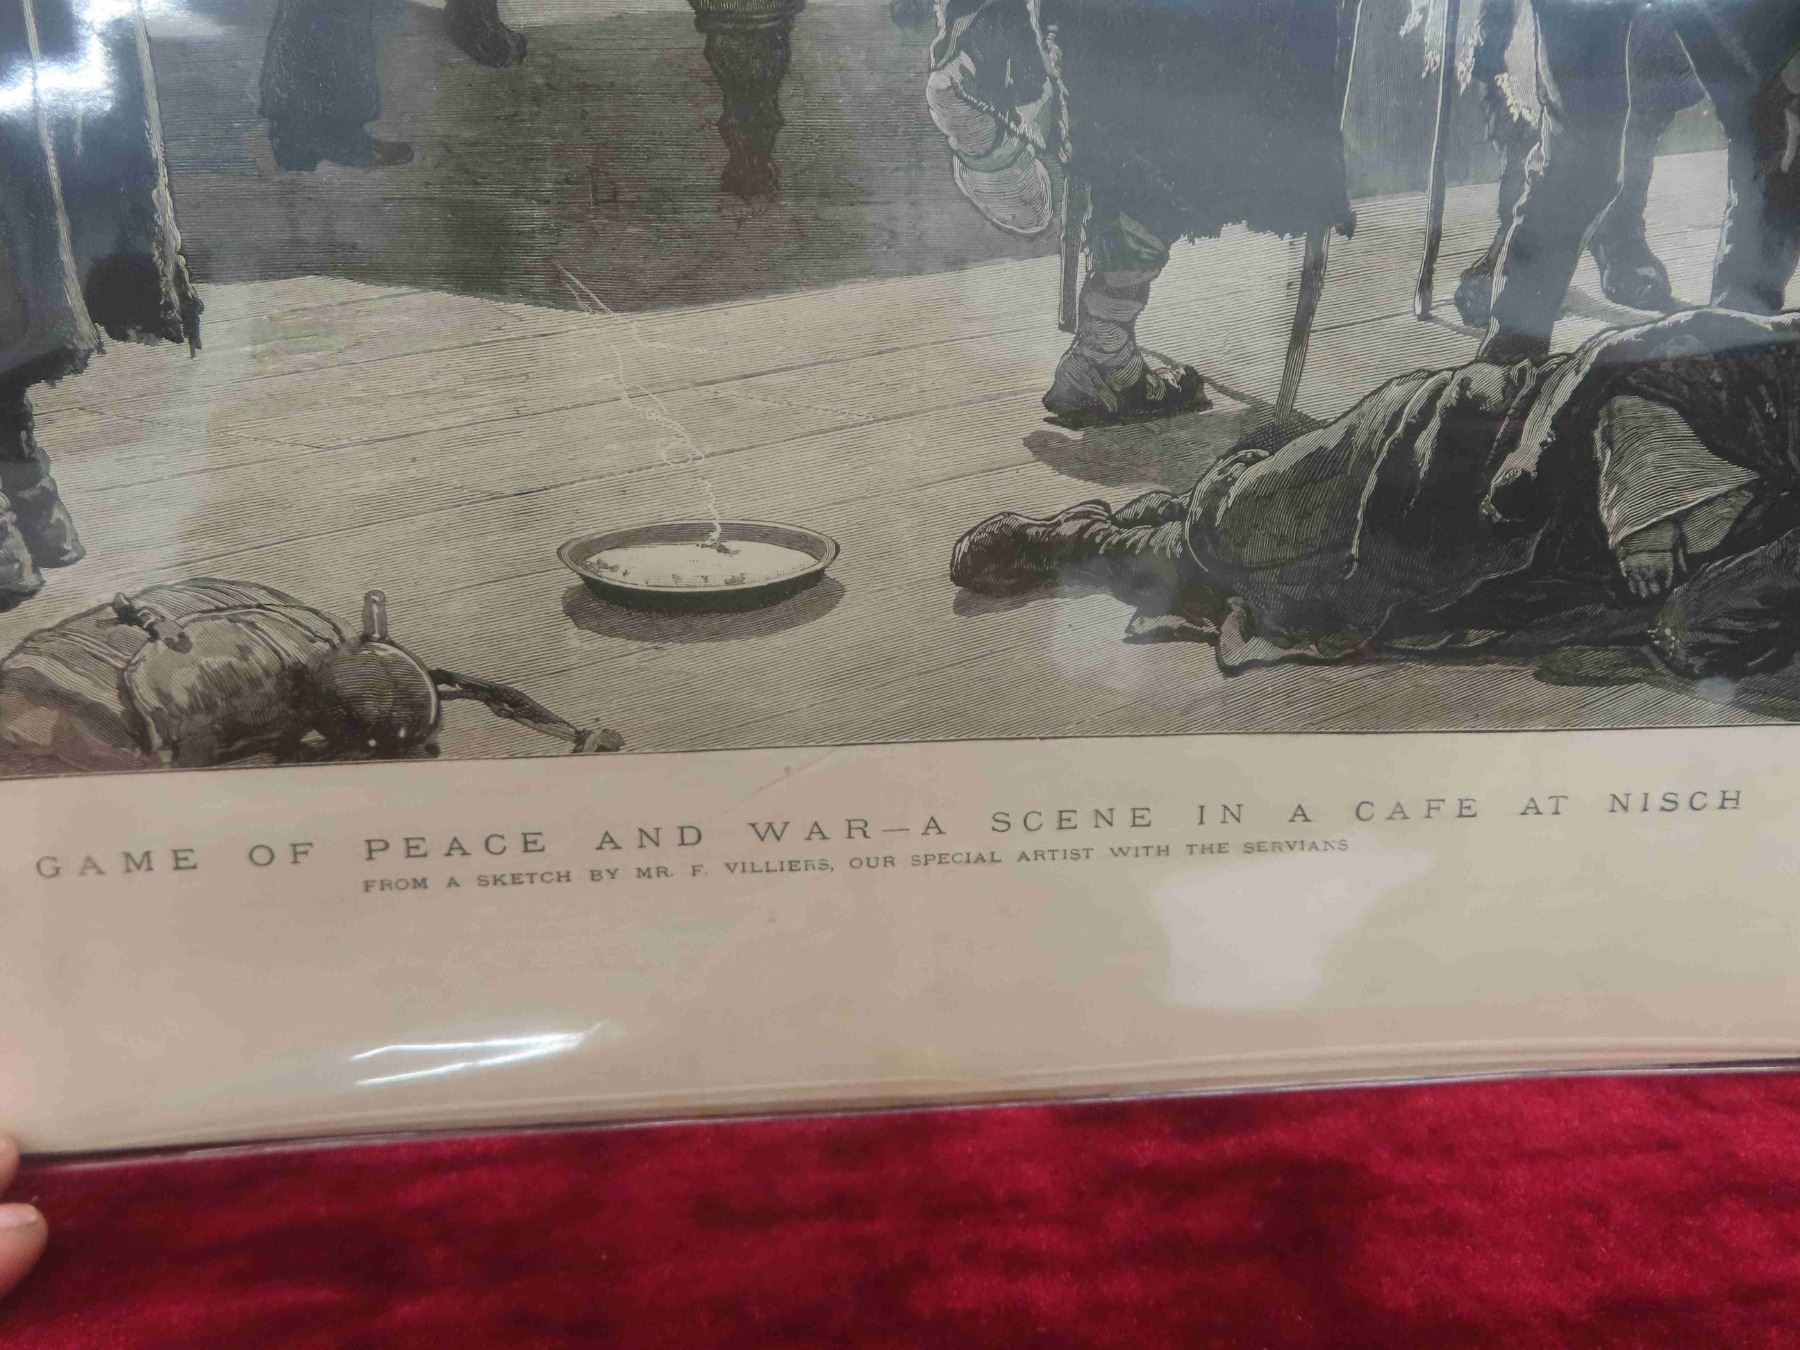 GAME OF PEACE AND WAR—A SCENE IN A CAFÉ AT NISCH
FROM A SKETCH BY MR. F. VILLIERS, OUR SPECIAL ARTIST WITH THE SERVIANS